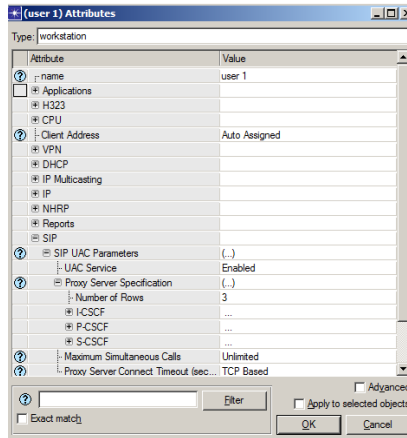 (user 1) Attributes
Type: workstation
Attribute Value
name user 1
Applications
H323
CPU
Client Address Auto Assigned
VPN
DHCP
IP Multicasting
IP
NHRP
Reports
SIP
SIP UAC Parameters (...)
UAC Service Enabled
Proxy Server Specification (...)
Number of Rows 3
I-CSCF ...
P-CSCF ...
S-CSCF ...
Maximum Simultaneous Calls Unlimited
Proxy Server Connect Timeout (sec... TCP Based
Advanced
Filter Apply to selected objects
Exact match
OK Cancel